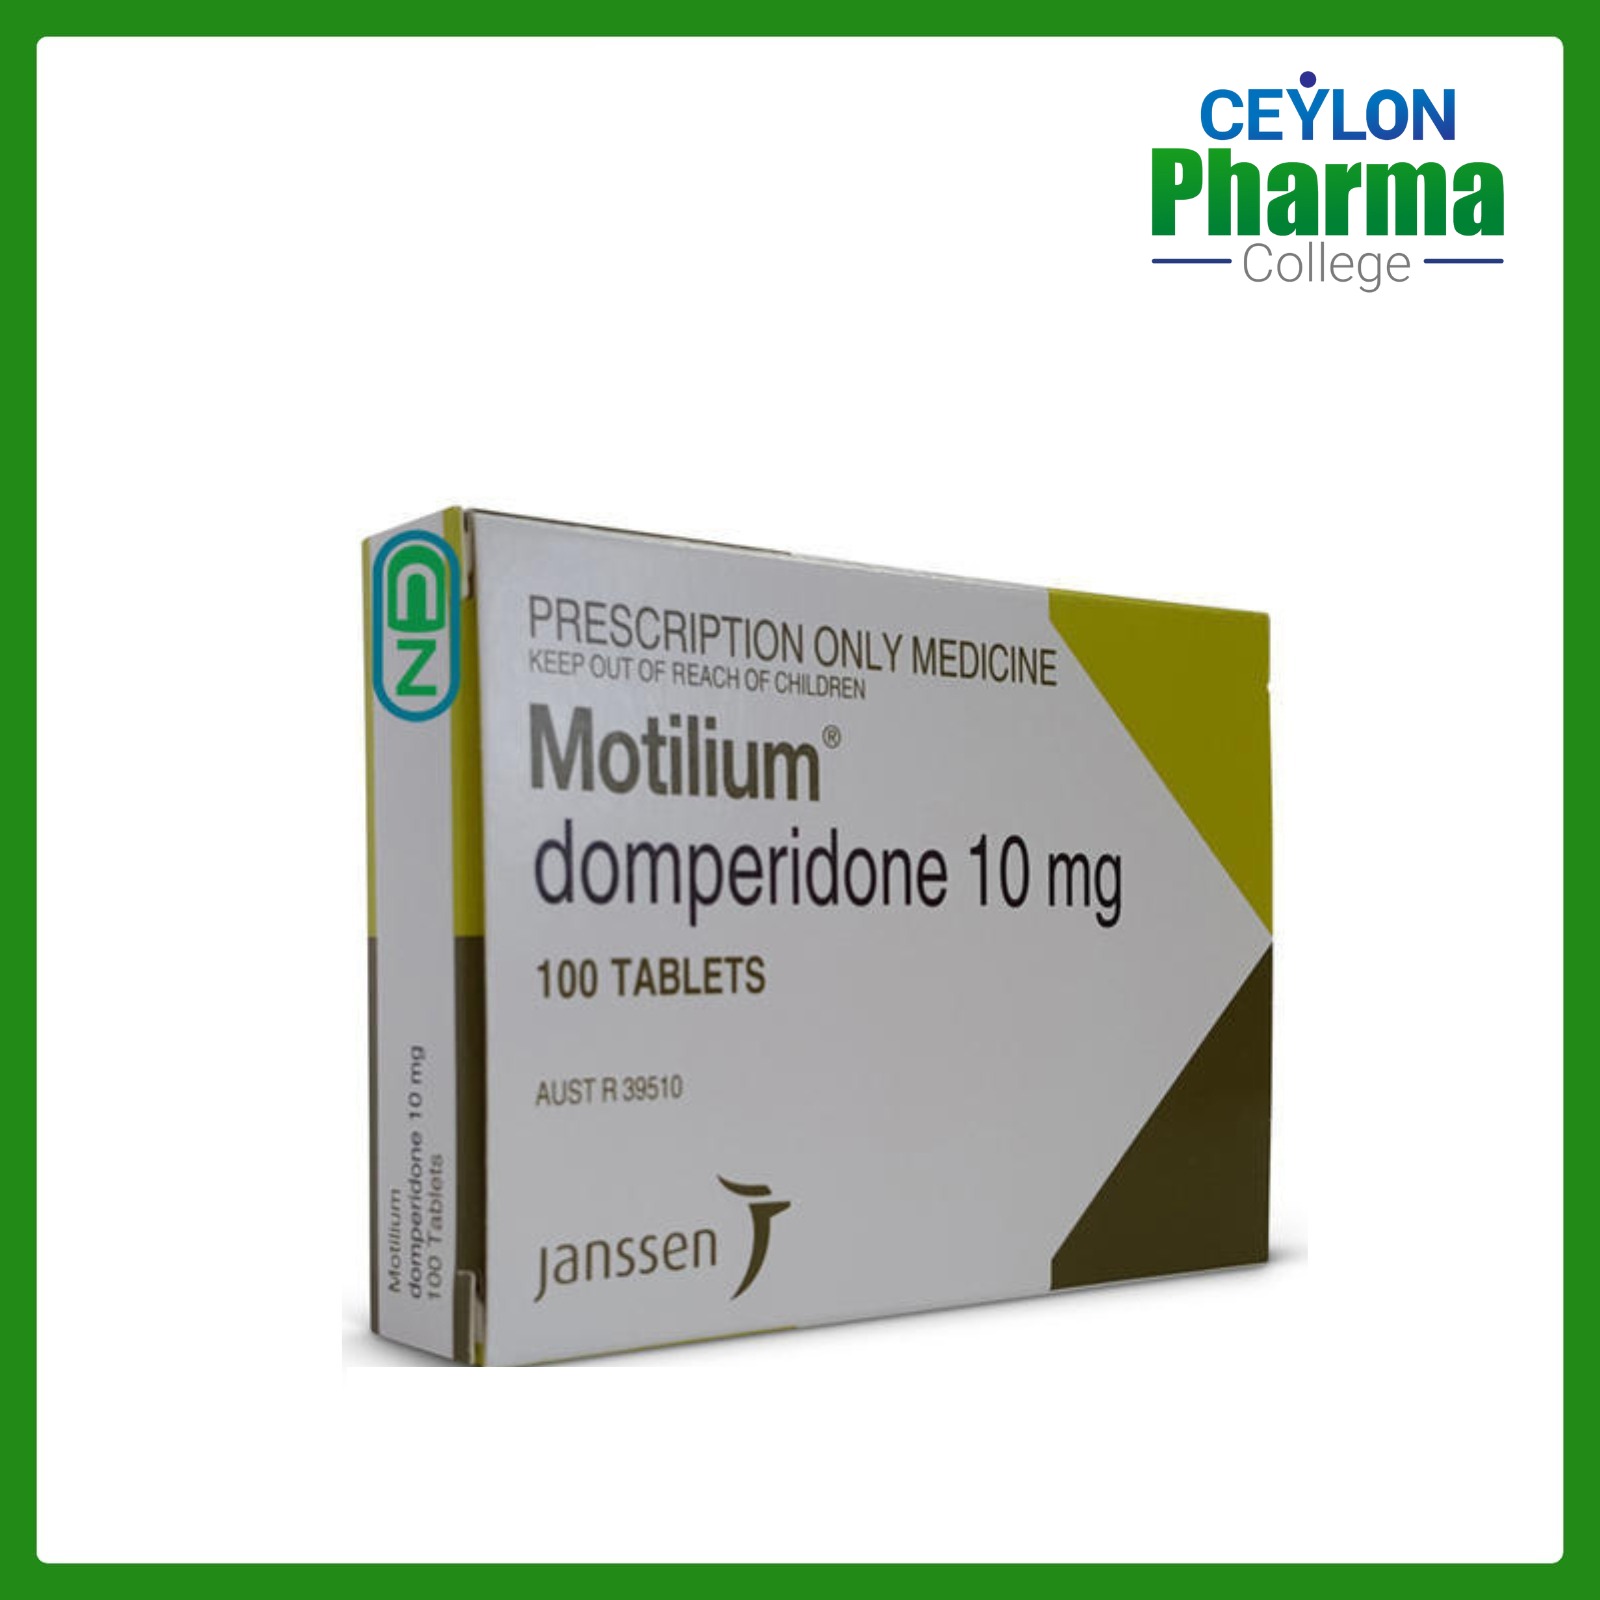 CEYLON
Pharma
College
PRESCRIPTION ONLY MEDICINE
KEEP OUT OF REACH OF CHILDREN
Motilium®
domperidone 10 mg
100 TABLETS
AUST R 39510
janssen
CN
Motilium
domperidone 10 mg
100 Tablets